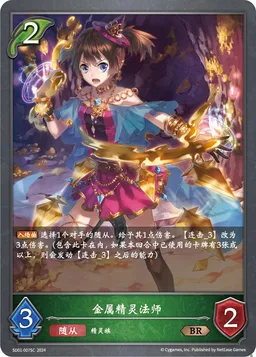 2
入场曲 选择1个对手的随从。给予其1点伤害。【连击_3】改为
3点伤害。(包含此卡在内,如果本回合中已使用的卡牌有3张或
以上,则会发动【连击_3】之后的能力)
金属精灵法师
3
随从
精灵族
BR
2
© Cygames, Inc. Published by NetEase Games